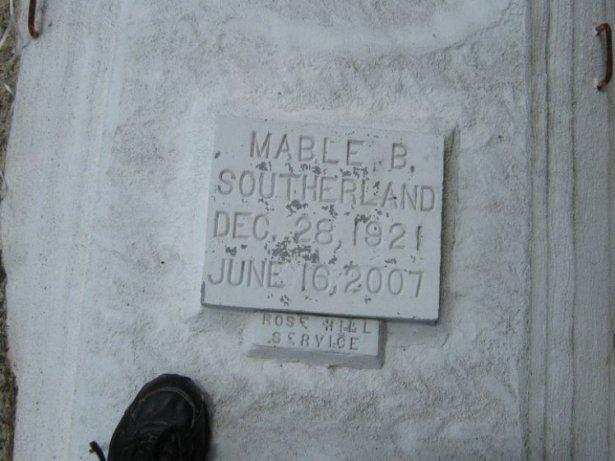 MABLE B.
SOUTHERLAND
DEC. 28, 1921
JUNE 16, 2007
ROSE HILL
SERVICE